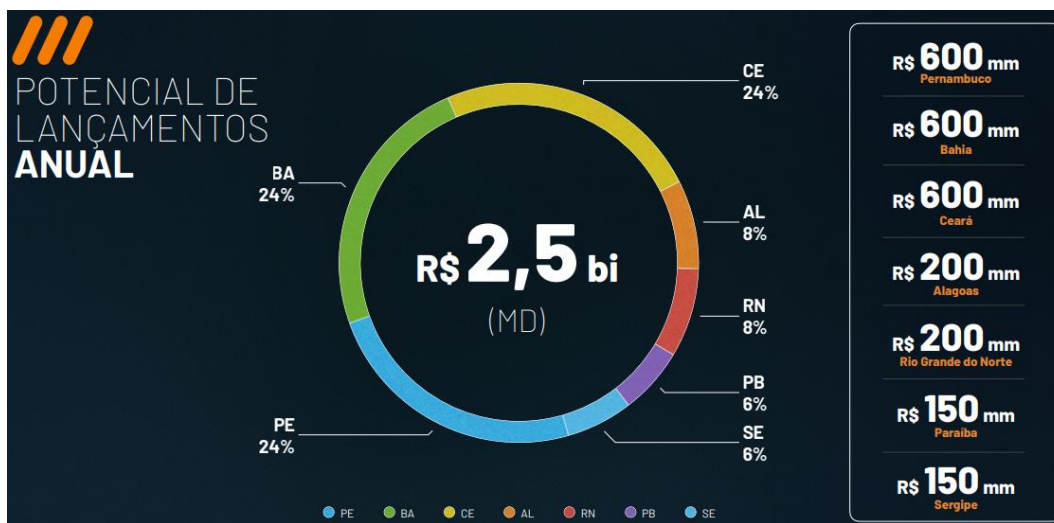 POTENCIAL DE
LANÇAMENTOS
ANUAL
CE
24%
BA
24%
AL
8%
R$ 2,5 bi
(MD)
RN
8%
PB
6%
PE
24%
SE
6%
PE BA CE AL RN PB SE
R$ 600 mm
Pernambuco
R$ 600 mm
Bahia
R$ 600 mm
Ceará
R$ 200 mm
Alagoas
R$ 200 mm
Rio Grande do Norte
R$ 150 mm
Paraíba
R$ 150 mm
Sergipe